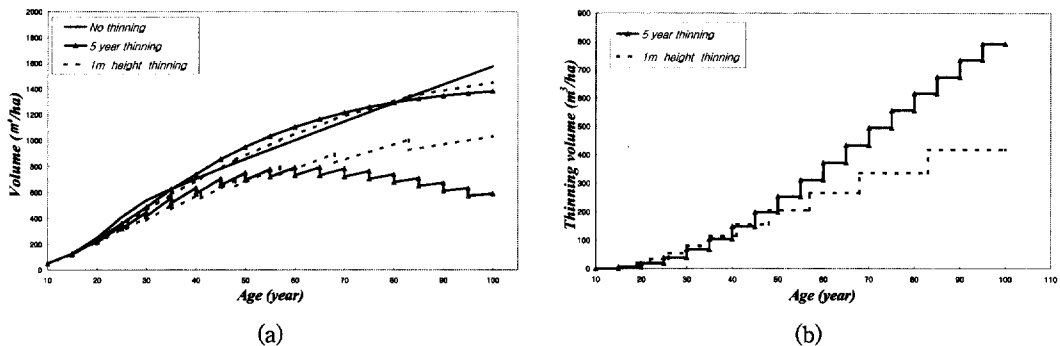 2000
1800
1600
1400
1200
1000
800
600
400
200
0
Volume (m³/ha)
No thinning
5 year thinning
1m height thinning
10 20 30 40 50 60 70 80 90 100
Age (year)
(a)
900
800
700
600
500
400
300
200
100
0
Thinning volume (m³/ha)
5 year thinning
1m height thinning
10 20 30 40 50 60 70 80 90 100 110
Age (year)
(b)